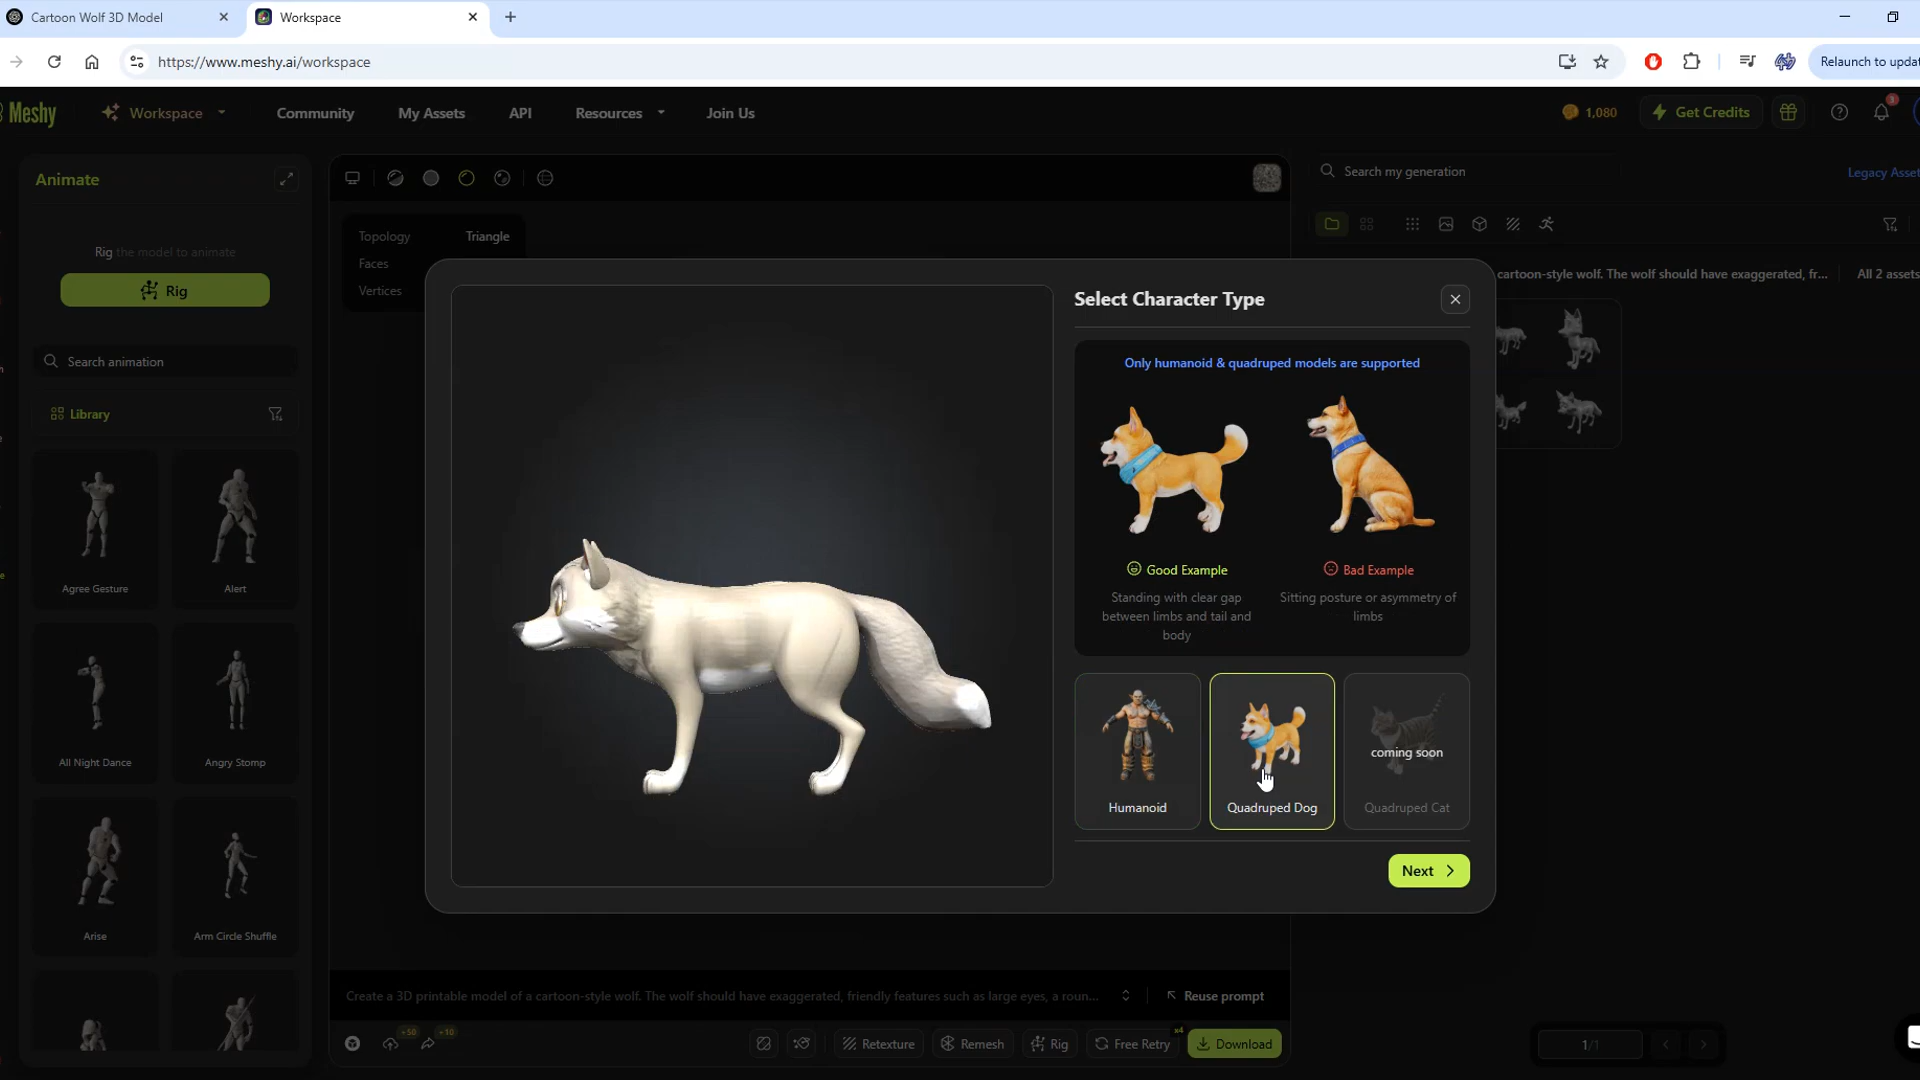 Cartoon Wolf 3D Model
Workspace
https://www.meshy.ai/workspace
Relaunch to updat
Meshy
Workspace
Community
My Assets
API
Resources
Join Us
1,080
Get Credits
3
Animate
Rig the model to animate
Rig
Search animation
Library
Agree Gesture
Alert
All Night Dance
Angry Stomp
Arise
Arm Circle Shuffle
Topology
Triangle
Faces
Vertices
Search my generation
Legacy Asset
cartoon-style wolf. The wolf should have exaggerated, fr...
All 2 assets
Select Character Type
Only humanoid & quadruped models are supported
Good Example
Standing with clear gap
between limbs and tail and
body
Bad Example
Sitting posture or asymmetry of
limbs
Humanoid
Quadruped Dog
coming soon
Quadruped Cat
Next
Create a 3D printable model of a cartoon-style wolf. The wolf should have exaggerated, friendly features such as large eyes, a roun...
Reuse prompt
+50
+10
Retexture
Remesh
Rig
Free Retry
x4
Download
1/1